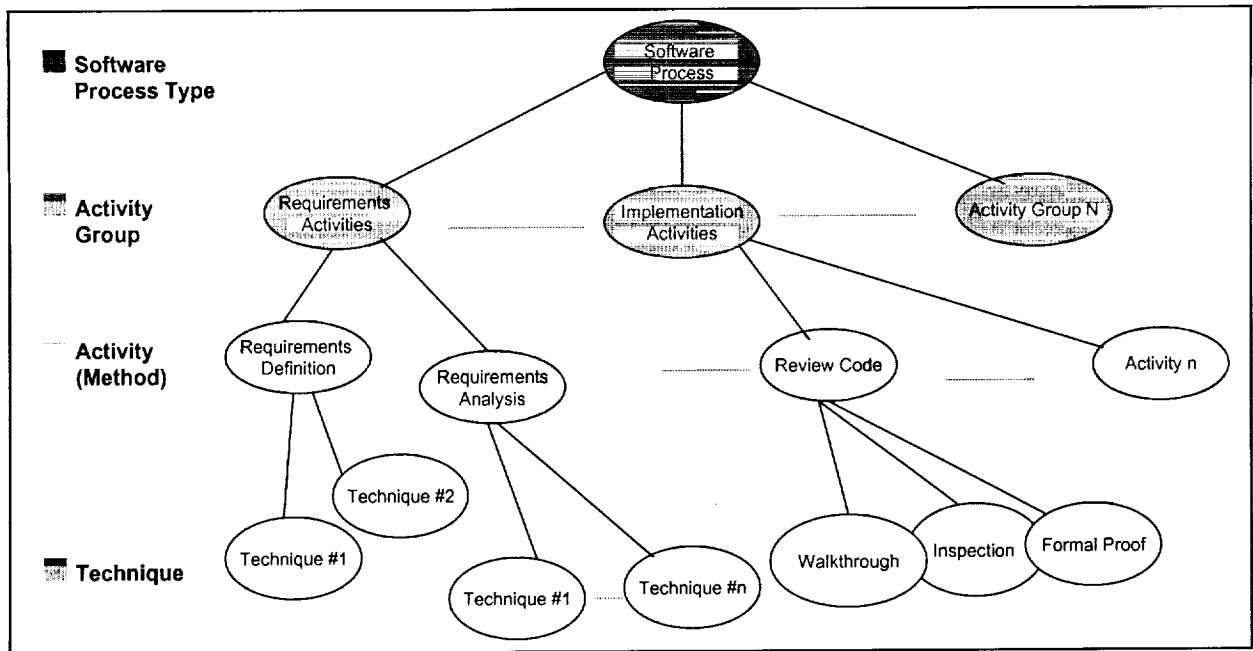 Software
Process Type
Software
Process
Activity
Group
Requirements
Activities
Implementation
Activities
Activity Group N
Activity
(Method)
Requirements
Definition
Requirements
Analysis
Review Code
Activity n
Technique
Technique #1
Technique #2
Technique #1
Technique #n
Walkthrough
Inspection
Formal Proof